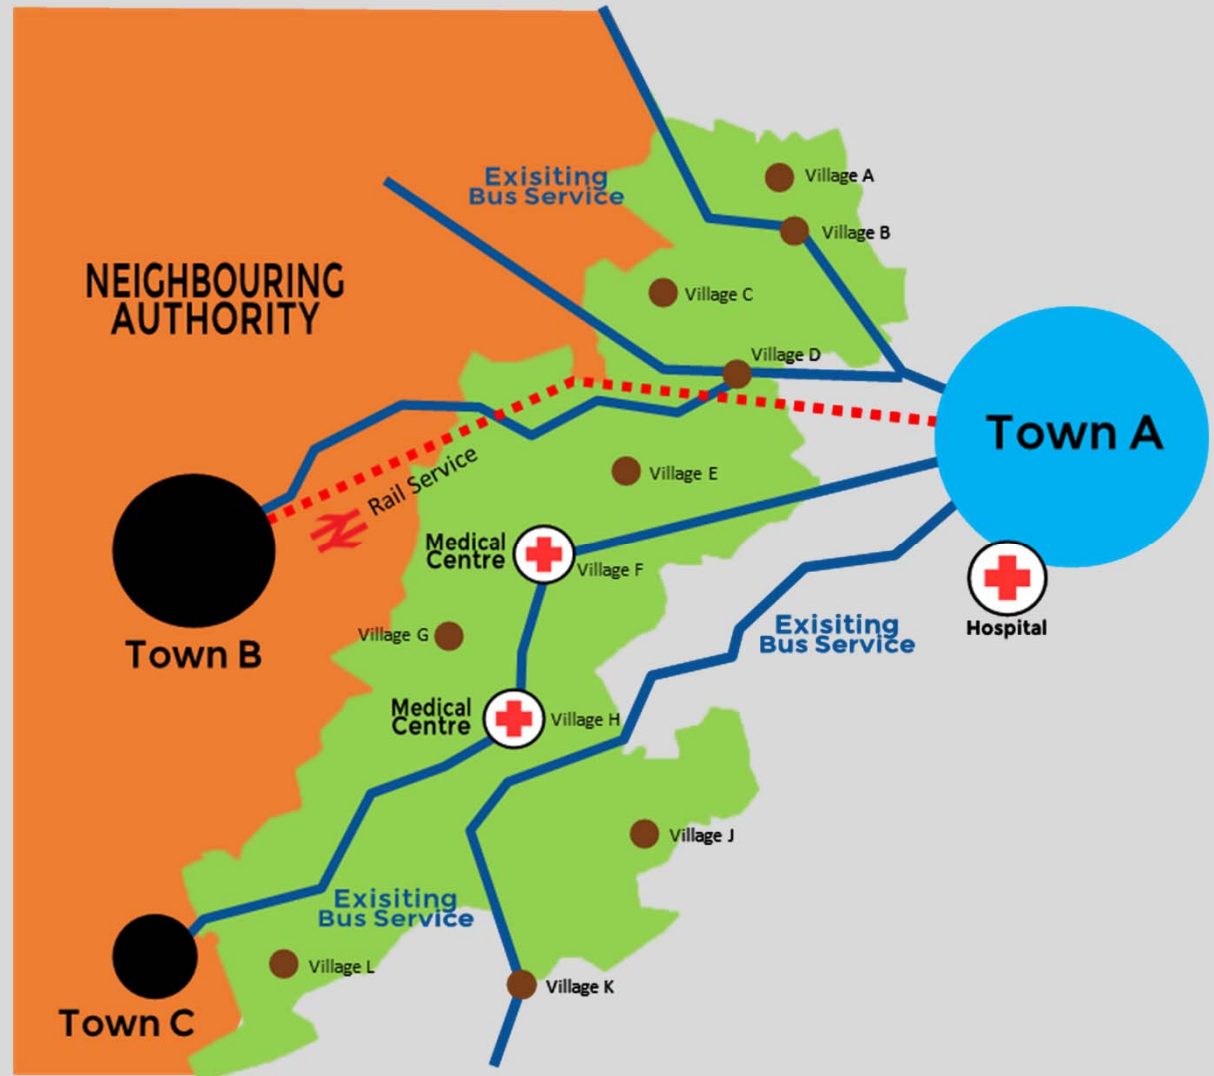 Village A
Exisiting
Bus Service
Village B
NEIGHBOURING
AUTHORITY
Village C
Village D
Town A
Rail Service
Village E
Medical
Centre
Village F
Hospital
Exisiting
Bus Service
Village G
Town B
Medical
Centre
Village H
Village J
Exisiting
Bus Service
Village L
Village K
Town C